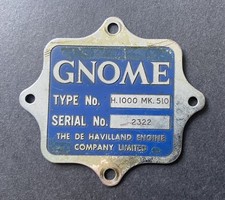 GNOME
TYPE No. H.1000 MK. 510
SERIAL No. 2322
THE DE HAVILLAND ENGINE
COMPANY LIMITED